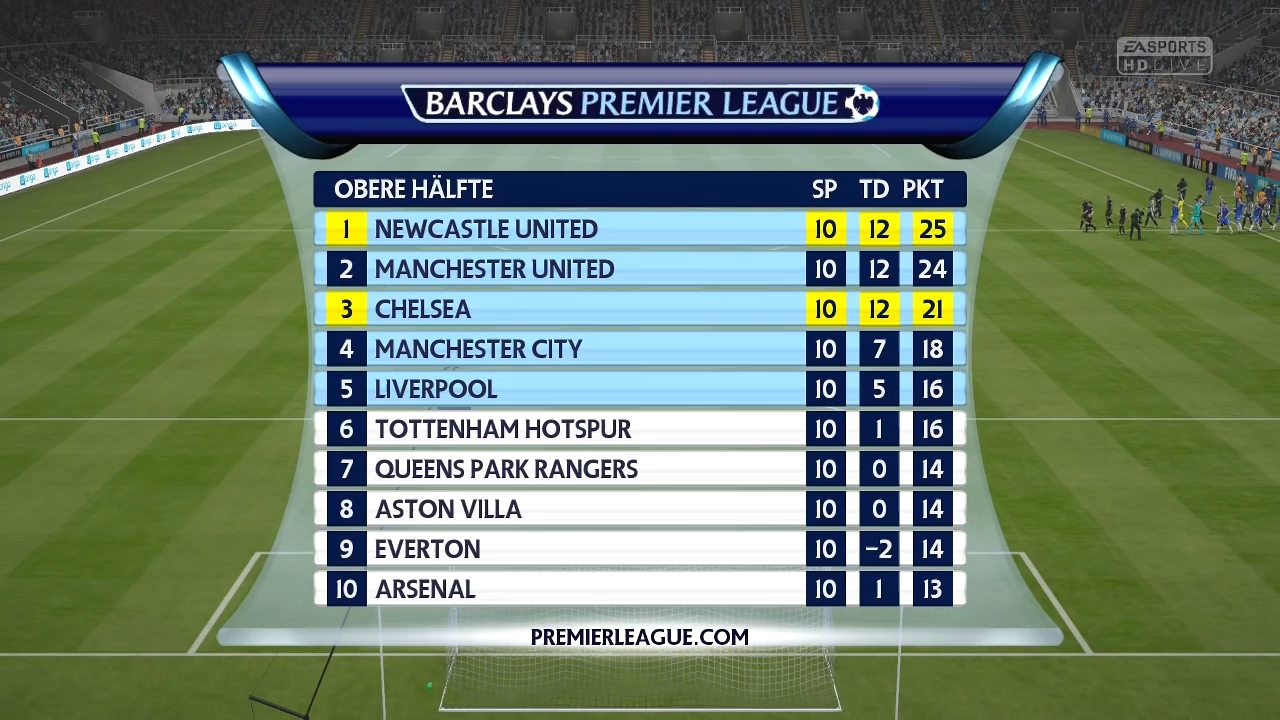 EA SPORTS
HD LIVE
BARCLAYS PREMIER LEAGUE
OBERE HÄLFTE SP TD PKT
1 NEWCASTLE UNITED 10 12 25
2 MANCHESTER UNITED 10 12 24
3 CHELSEA 10 12 21
4 MANCHESTER CITY 10 7 18
5 LIVERPOOL 10 5 16
6 TOTTENHAM HOTSPUR 10 1 16
7 QUEENS PARK RANGERS 10 0 14
8 ASTON VILLA 10 0 14
9 EVERTON 10 −2 14
10 ARSENAL 10 1 13
PREMIERLEAGUE.COM